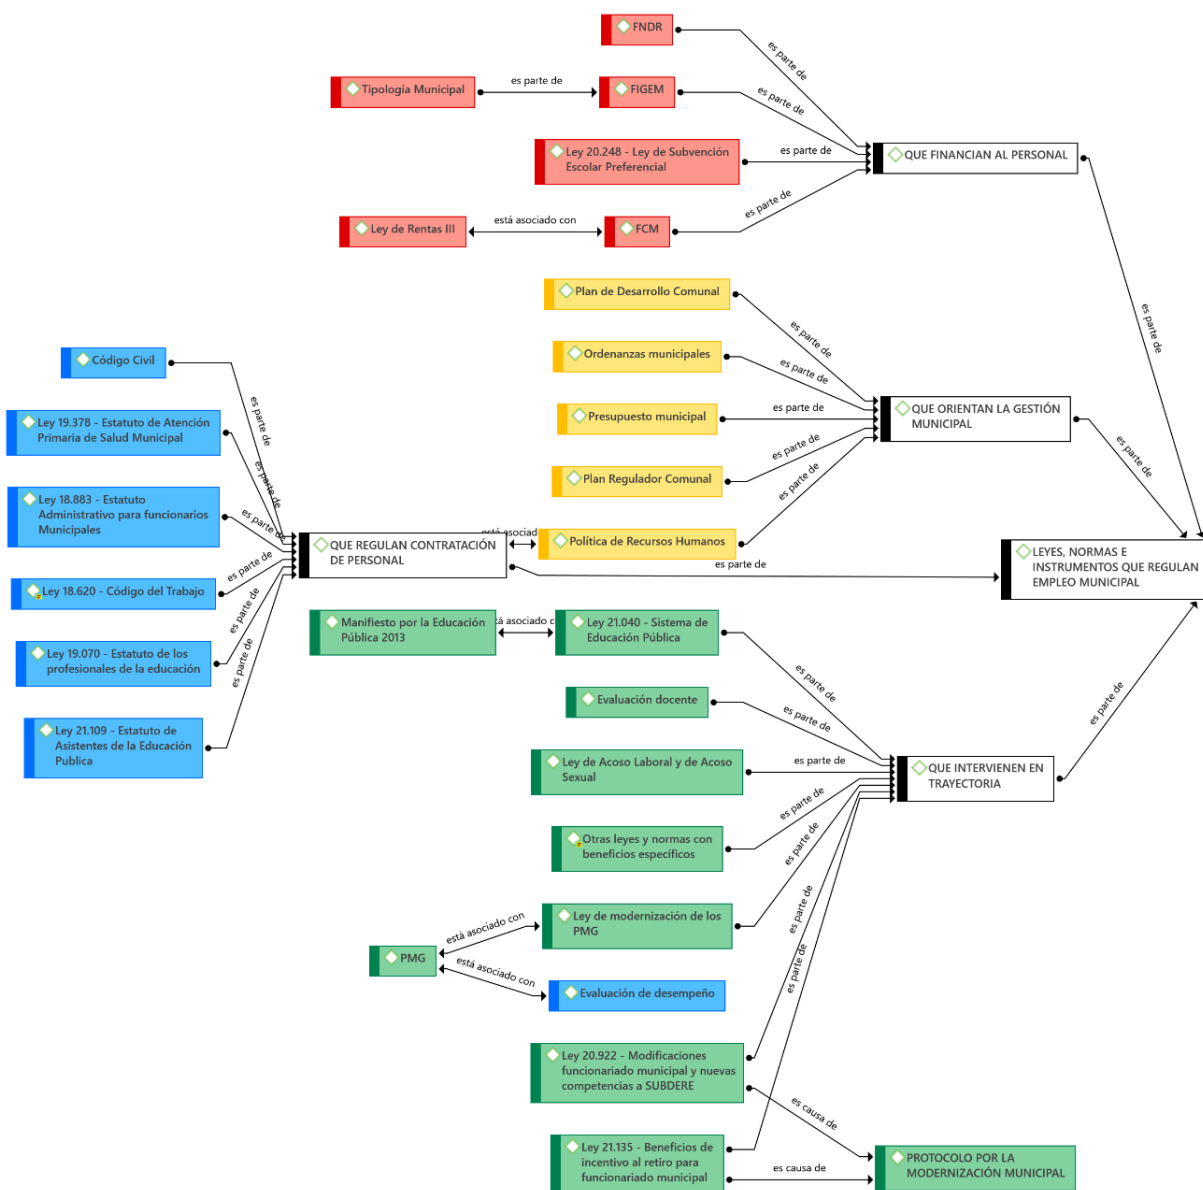 FNDR
es parte de
Tipología Municipal
es parte de
FIGEM
es parte de
Ley 20.248 - Ley de Subvención
Escolar Preferencial
es parte de
QUE FINANCIAN AL PERSONAL
Ley de Rentas III
está asociado con
FCM
es parte de
es parte de
Plan de Desarrollo Comunal
es parte de
Ordenanzas municipales
es parte de
Presupuesto municipal
es parte de
QUE ORIENTAN LA GESTIÓN
MUNICIPAL
es parte de
Plan Regulador Comunal
es parte de
Política de Recursos Humanos
es parte de
Código Civil
es parte de
Ley 19.378 - Estatuto de Atención
Primaria de Salud Municipal
es parte de
Ley 18.883 - Estatuto
Administrativo para funcionarios
Municipales
es parte de
Ley 18.620 - Código del Trabajo
es parte de
Ley 19.070 - Estatuto de los
profesionales de la educación
es parte de
Ley 21.109 - Estatuto de
Asistentes de la Educación
Publica
es parte de
QUE REGULAN CONTRATACIÓN
DE PERSONAL
está asociad
es parte de
LEYES, NORMAS E
INSTRUMENTOS QUE REGULAN
EMPLEO MUNICIPAL
Manifiesto por la Educación
Pública 2013
tá asociado c
Ley 21.040 - Sistema de
Educación Pública
es parte de
Evaluación docente
es parte de
Ley de Acoso Laboral y de Acoso
Sexual
es parte de
QUE INTERVIENEN EN
TRAYECTORIA
es parte de
Otras leyes y normas con
beneficios específicos
es parte de
Ley de modernización de los
PMG
es parte de
PMG
está asociado con
está asociado con
Evaluación de desempeño
Ley 20.922 - Modificaciones
funcionariado municipal y nuevas
competencias a SUBDERE
es parte de
es causa de
Ley 21.135 - Beneficios de
incentivo al retiro para
funcionariado municipal
es parte de
es causa de
PROTOCOLO POR LA
MODERNIZACIÓN MUNICIPAL